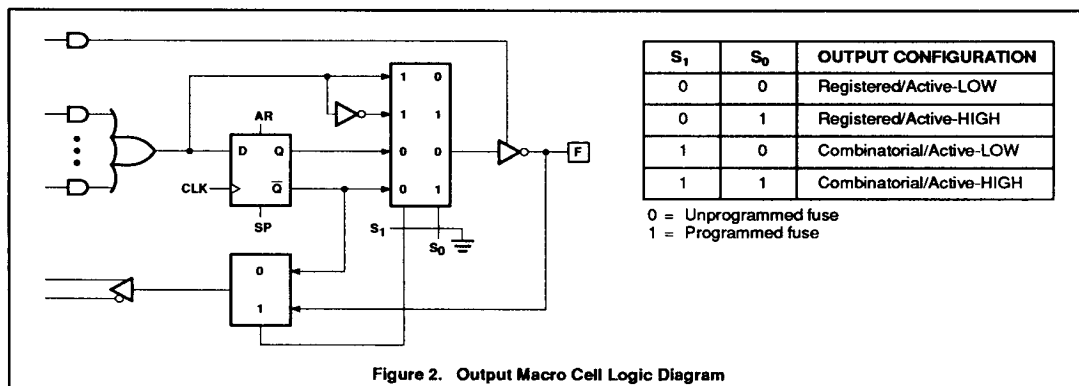 AR
D Q
CLK
Q
SP
1 0
1 1
0 0
0 1
S1
S0
F
0
1
S1 S0 OUTPUT CONFIGURATION
0 0 Registered/Active-LOW
0 1 Registered/Active-HIGH
1 0 Combinatorial/Active-LOW
1 1 Combinatorial/Active-HIGH
0 = Unprogrammed fuse
1 = Programmed fuse
Figure 2. Output Macro Cell Logic Diagram